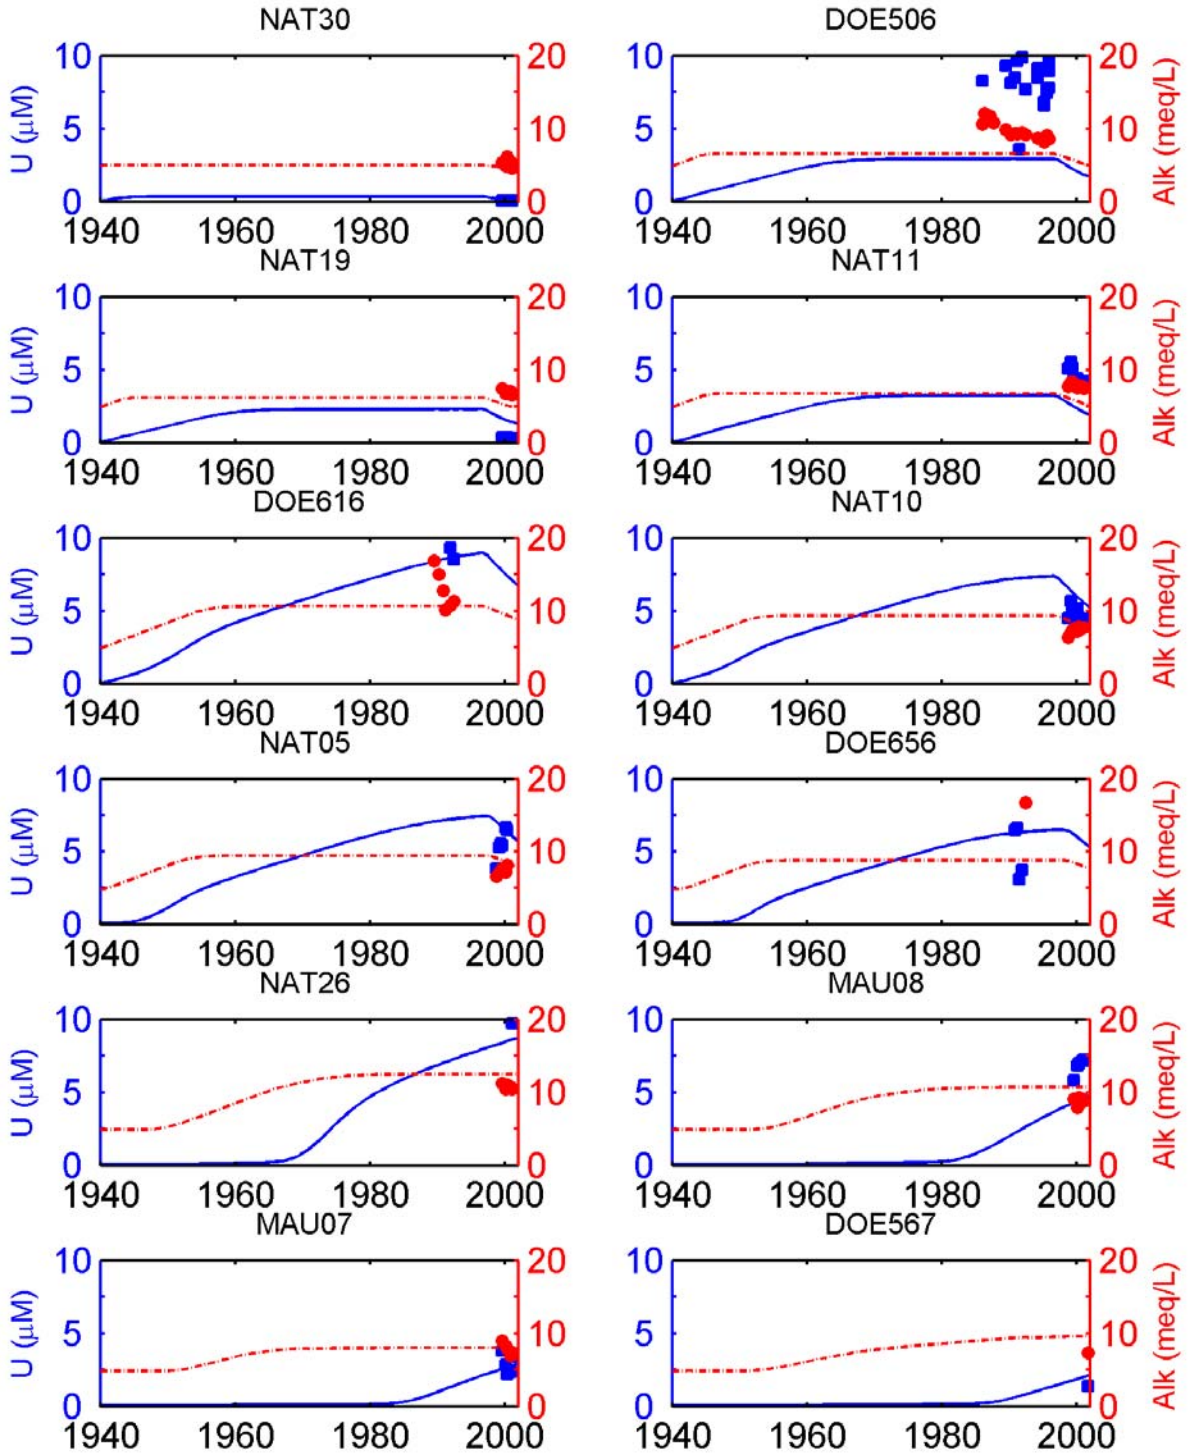 NAT30 DOE506
10 20 10 20
U (μM) 5 10 5 10 Alk (meq/L)
0 0 0 0
1940 1960 1980 2000 1940 1960 1980 2000
NAT19 NAT11
10 20 10 20
U (μM) 5 10 5 10 Alk (meq/L)
0 0 0 0
1940 1960 1980 2000 1940 1960 1980 2000
DOE616 NAT10
10 20 10 20
U (μM) 5 10 5 10 Alk (meq/L)
0 0 0 0
1940 1960 1980 2000 1940 1960 1980 2000
NAT05 DOE656
10 20 10 20
U (μM) 5 10 5 10 Alk (meq/L)
0 0 0 0
1940 1960 1980 2000 1940 1960 1980 2000
NAT26 MAU08
10 20 10 20
U (μM) 5 10 5 10 Alk (meq/L)
0 0 0 0
1940 1960 1980 2000 1940 1960 1980 2000
MAU07 DOE567
10 20 10 20
U (μM) 5 10 5 10 Alk (meq/L)
0 0 0 0
1940 1960 1980 2000 1940 1960 1980 2000